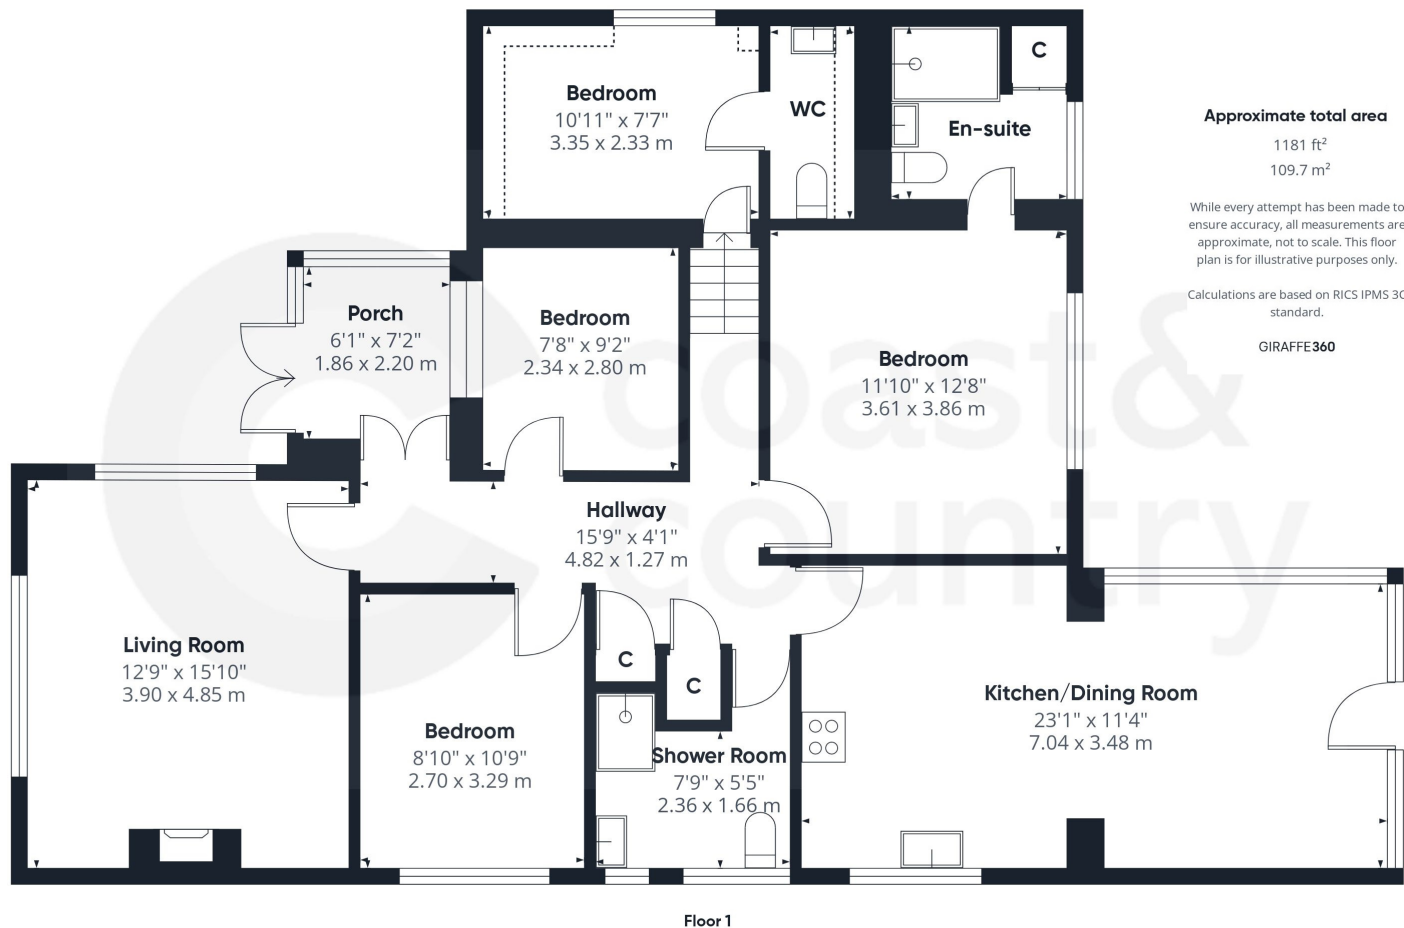 Bedroom
10'11" x 7'7"
3.35 x 2.33 m
WC
C
En-suite
Approximate total area
1181 ft²
109.7 m²
While every attempt has been made to
ensure accuracy, all measurements are
approximate, not to scale. This floor
plan is for illustrative purposes only.
Calculations are based on RICS IPMS 3C
standard.
GIRAFFE360
Porch
6'1" x 7'2"
1.86 x 2.20 m
Bedroom
7'8" x 9'2"
2.34 x 2.80 m
Bedroom
11'10" x 12'8"
3.61 x 3.86 m
coast&
country
Hallway
15'9" x 4'1"
4.82 x 1.27 m
Living Room
12'9" x 15'10"
3.90 x 4.85 m
Bedroom
8'10" x 10'9"
2.70 x 3.29 m
C
C
Shower Room
7'9" x 5'5"
2.36 x 1.66 m
Kitchen/Dining Room
23'1" x 11'4"
7.04 x 3.48 m
Floor 1